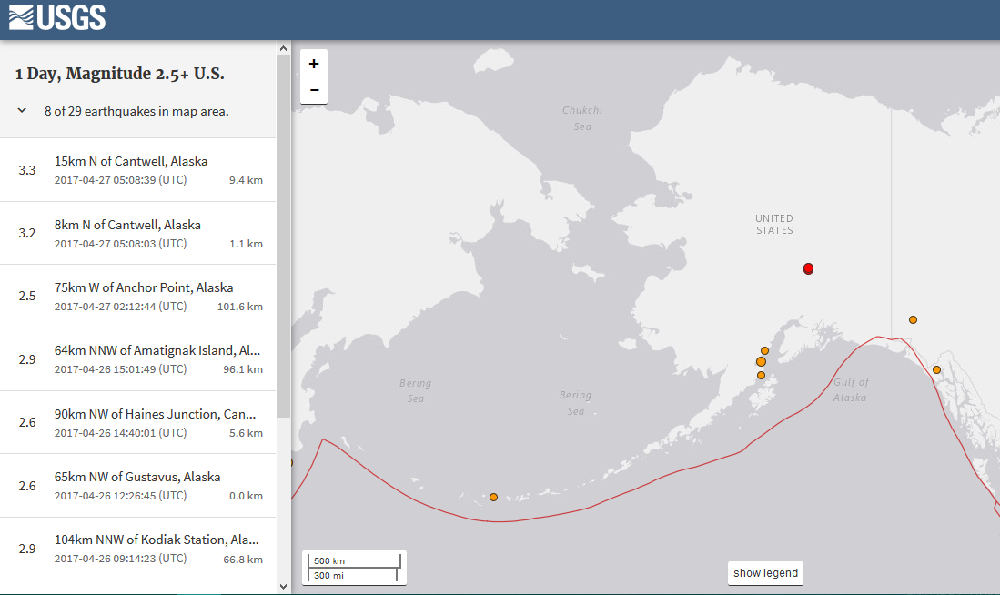 USGS
1 Day, Magnitude 2.5+ U.S.
8 of 29 earthquakes in map area.
3.3
15km N of Cantwell, Alaska
2017-04-27 05:08:39 (UTC) 9.4 km
3.2
8km N of Cantwell, Alaska
2017-04-27 05:08:03 (UTC) 1.1 km
2.5
75km W of Anchor Point, Alaska
2017-04-27 02:12:44 (UTC) 101.6 km
2.9
64km NNW of Amatignak Island, Al...
2017-04-26 15:01:49 (UTC) 96.1 km
2.6
90km NW of Haines Junction, Can...
2017-04-26 14:40:01 (UTC) 5.6 km
2.6
65km NW of Gustavus, Alaska
2017-04-26 12:26:45 (UTC) 0.0 km
2.9
104km NNW of Kodiak Station, Ala...
2017-04-26 09:14:23 (UTC) 66.8 km
+
−
Chukchi
Sea
UNITED
STATES
Bering
Sea
Bering
Sea
Gulf of
Alaska
500 km
300 mi
show legend